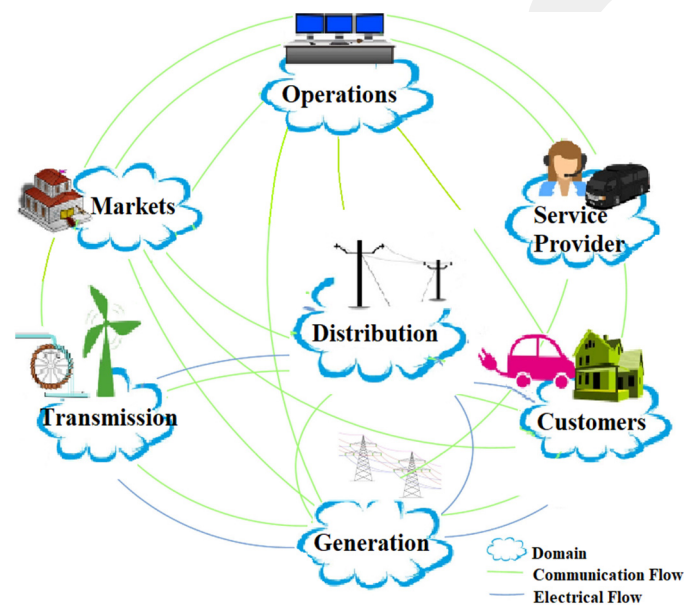 Operations
Markets
Service
Provider
Distribution
Transmission
Customers
Generation
Domain
Communication Flow
Electrical Flow